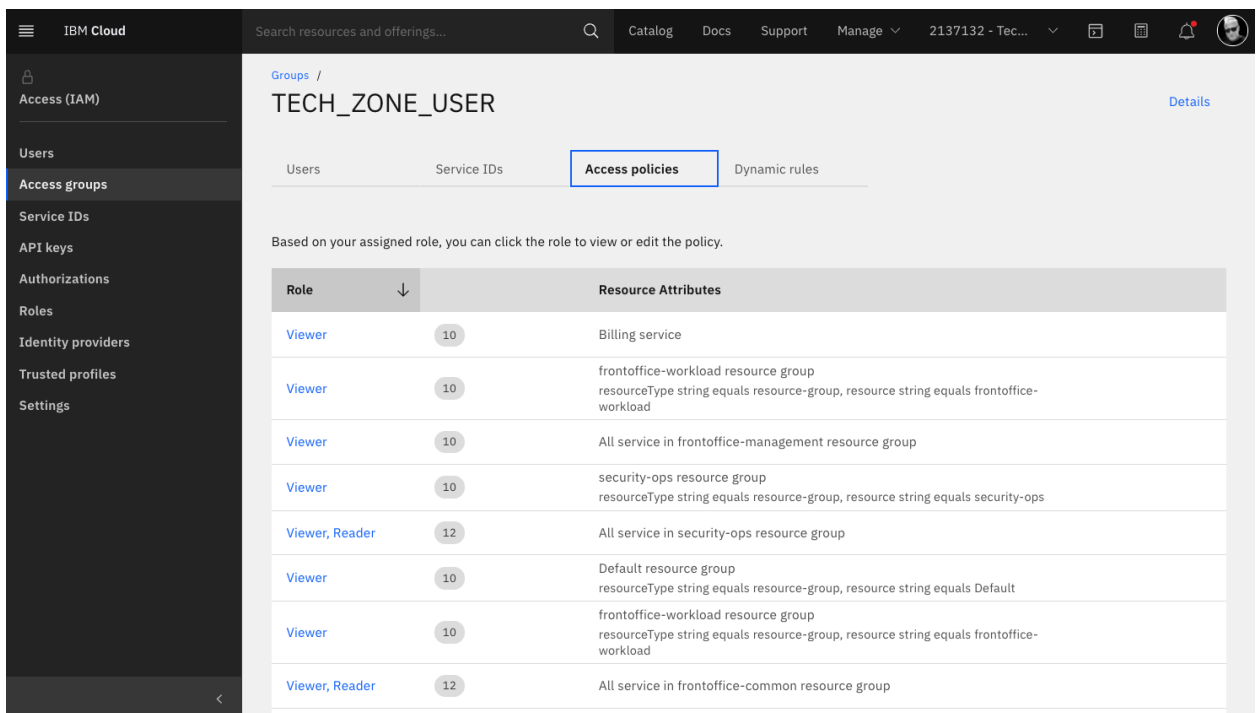 IBM Cloud
Search resources and offerings...
Catalog
Docs
Support
Manage
2137132 - Tec...
Access (IAM)
Users
Access groups
Service IDs
API keys
Authorizations
Roles
Identity providers
Trusted profiles
Settings
Groups /
TECH_ZONE_USER
Details
Users
Service IDs
Access policies
Dynamic rules
Based on your assigned role, you can click the role to view or edit the policy.
Role
Resource Attributes
Viewer
10
Billing service
Viewer
10
frontoffice-workload resource group
resourceType string equals resource-group, resource string equals frontoffice-
workload
Viewer
10
All service in frontoffice-management resource group
Viewer
10
security-ops resource group
resourceType string equals resource-group, resource string equals security-ops
Viewer, Reader
12
All service in security-ops resource group
Viewer
10
Default resource group
resourceType string equals resource-group, resource string equals Default
Viewer
10
frontoffice-workload resource group
resourceType string equals resource-group, resource string equals frontoffice-
workload
Viewer, Reader
12
All service in frontoffice-common resource group